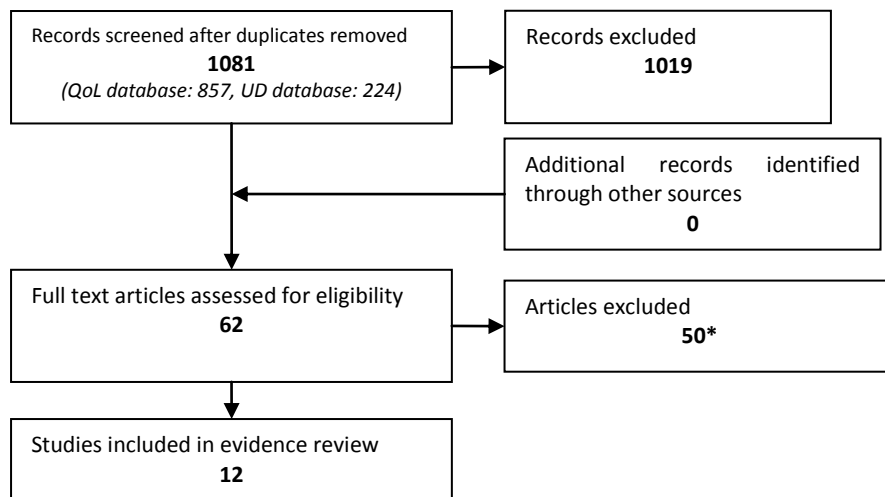 Records screened after duplicates removed
1081
(QoL database: 857, UD database: 224)
Records excluded
1019
Additional records identified
through other sources
0
Full text articles assessed for eligibility
62
Articles excluded
50*
Studies included in evidence review
12